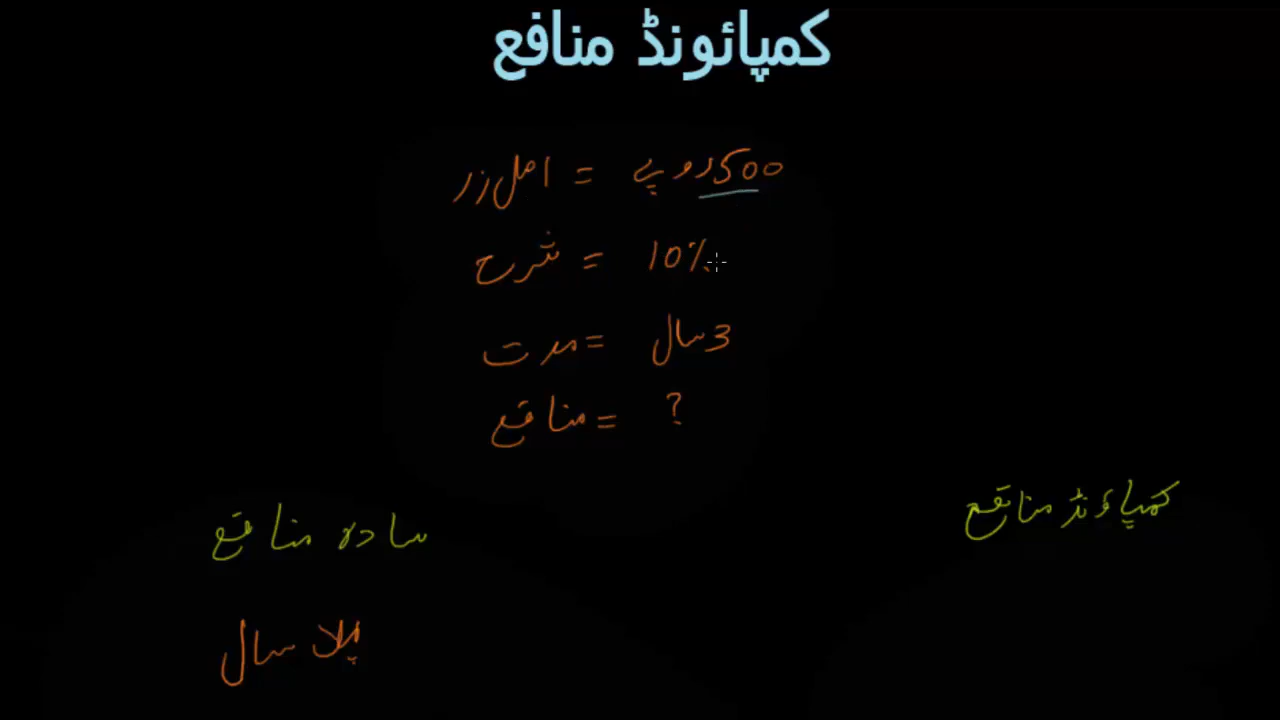 کمپائونڈ منافع
اصل زر = 500 روپے
شرح = 10%
مدت = 3 سال
منافع = ?
سادہ منافع
کمپاؤنڈ منافع
پہلا سال